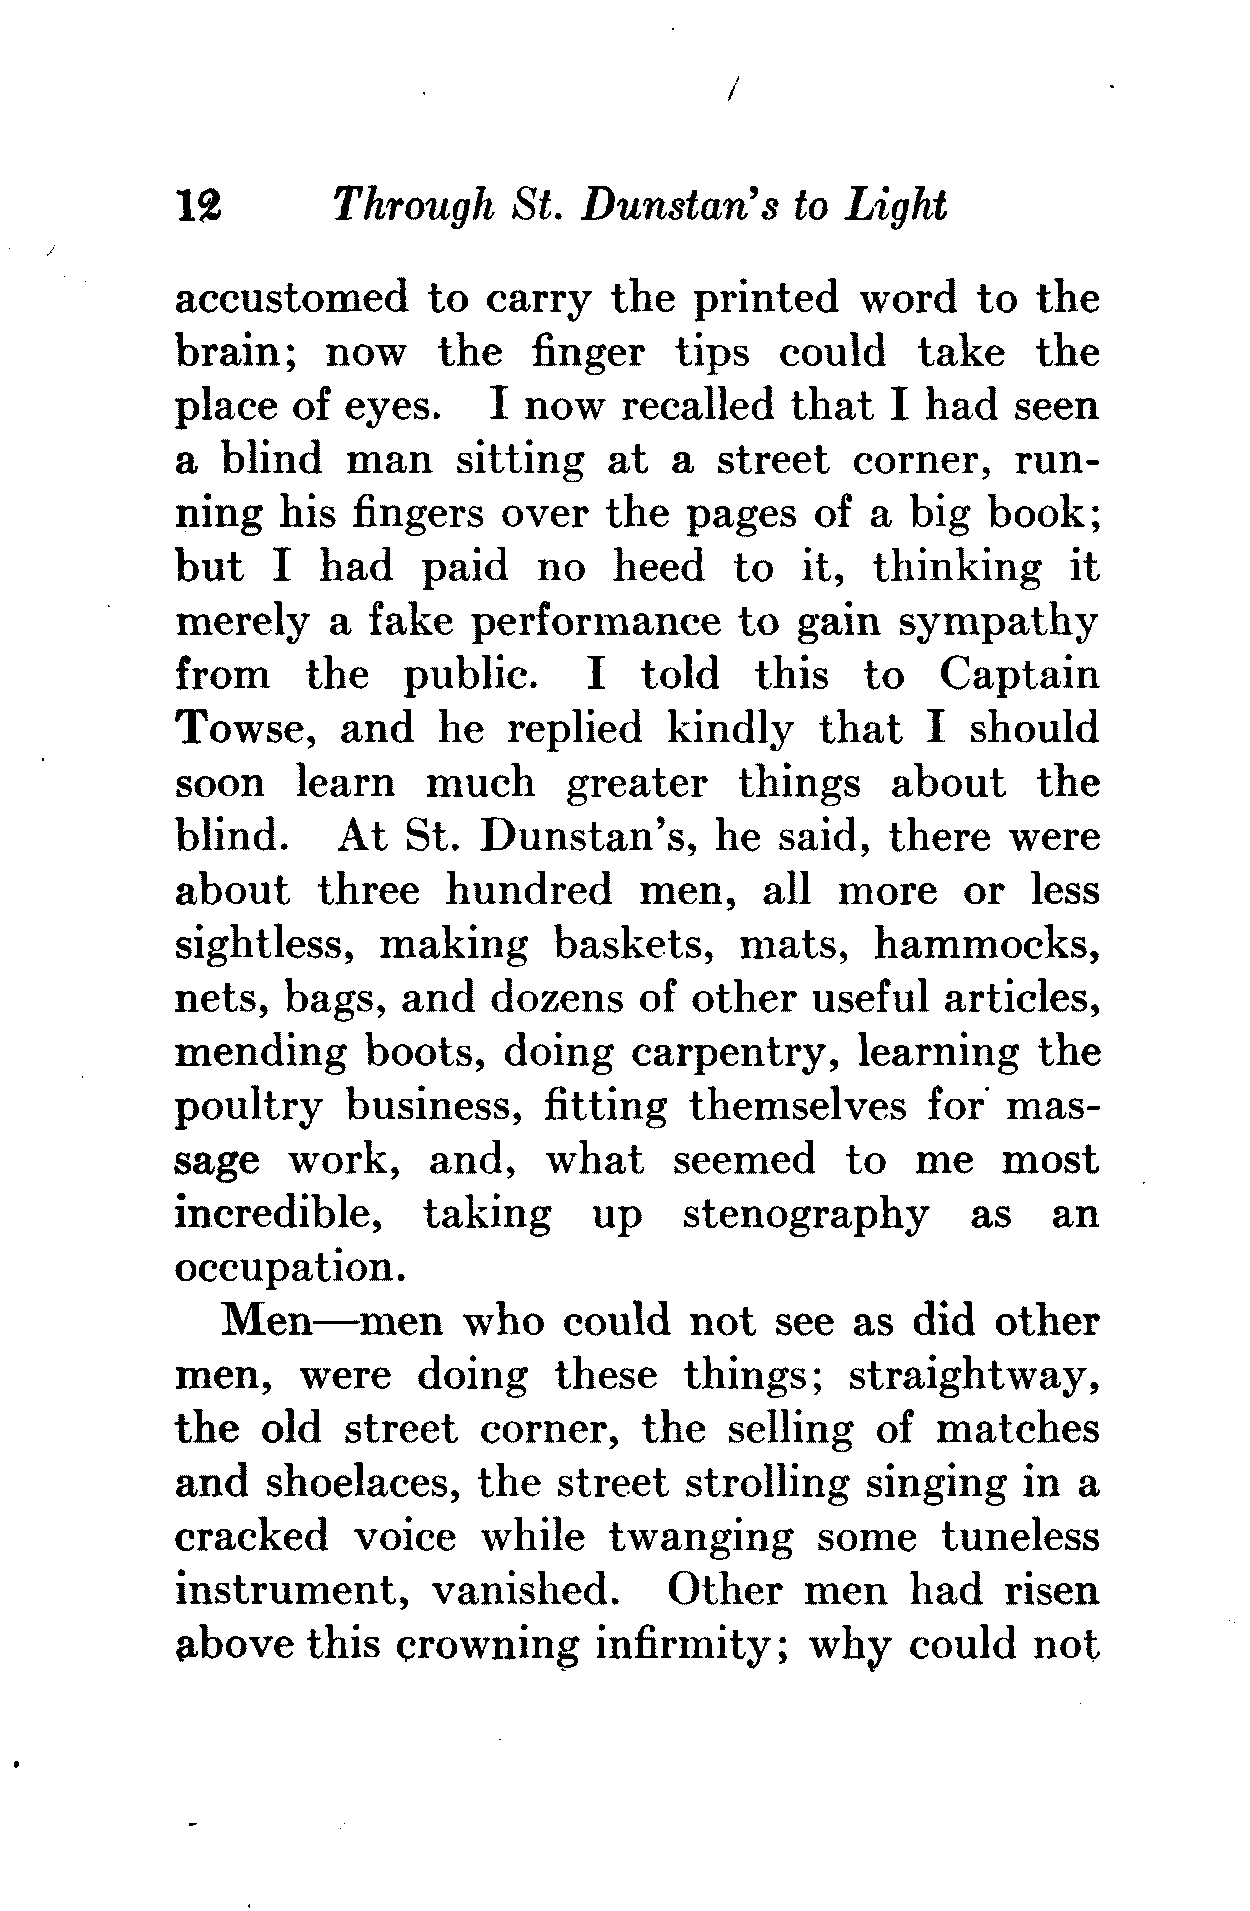 12 Through St. Dunstan's to Light
accustomed to carry the printed word to the
brain; now the finger tips could take the
place of eyes. I now recalled that I had seen
a blind man sitting at a street corner, run-
ning his fingers over the pages of a big book;
but I had paid no heed to it, thinking it
merely a fake performance to gain sympathy
from the public. I told this to Captain
Towse, and he replied kindly that I should
soon learn much greater things about the
blind. At St. Dunstan's, he said, there were
about three hundred men, all more or less
sightless, making baskets, mats, hammocks,
nets, bags, and dozens of other useful articles,
mending boots, doing carpentry, learning the
poultry business, fitting themselves for mas-
sage work, and, what seemed to me most
incredible, taking up stenography as an
occupation.
Men—men who could not see as did other
men, were doing these things; straightway,
the old street corner, the selling of matches
and shoelaces, the street strolling singing in a
cracked voice while twanging some tuneless
instrument, vanished. Other men had risen
above this crowning infirmity; why could not